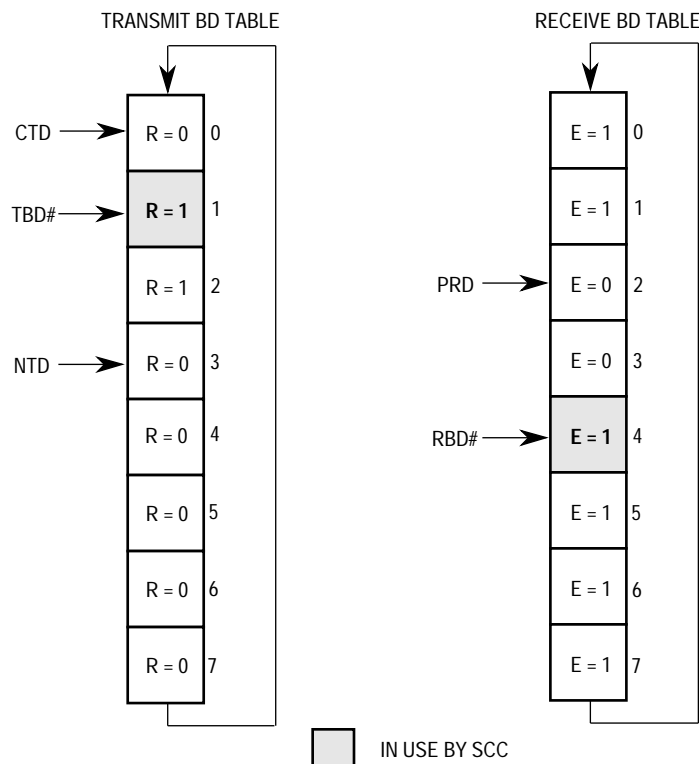 TRANSMIT BD TABLE
CTD
R = 0 0
TBD#
R = 1 1
R = 1 2
NTD
R = 0 3
R = 0 4
R = 0 5
R = 0 6
R = 0 7
RECEIVE BD TABLE
E = 1 0
E = 1 1
PRD
E = 0 2
E = 0 3
RBD#
E = 1 4
E = 1 5
E = 1 6
E = 1 7
IN USE BY SCC